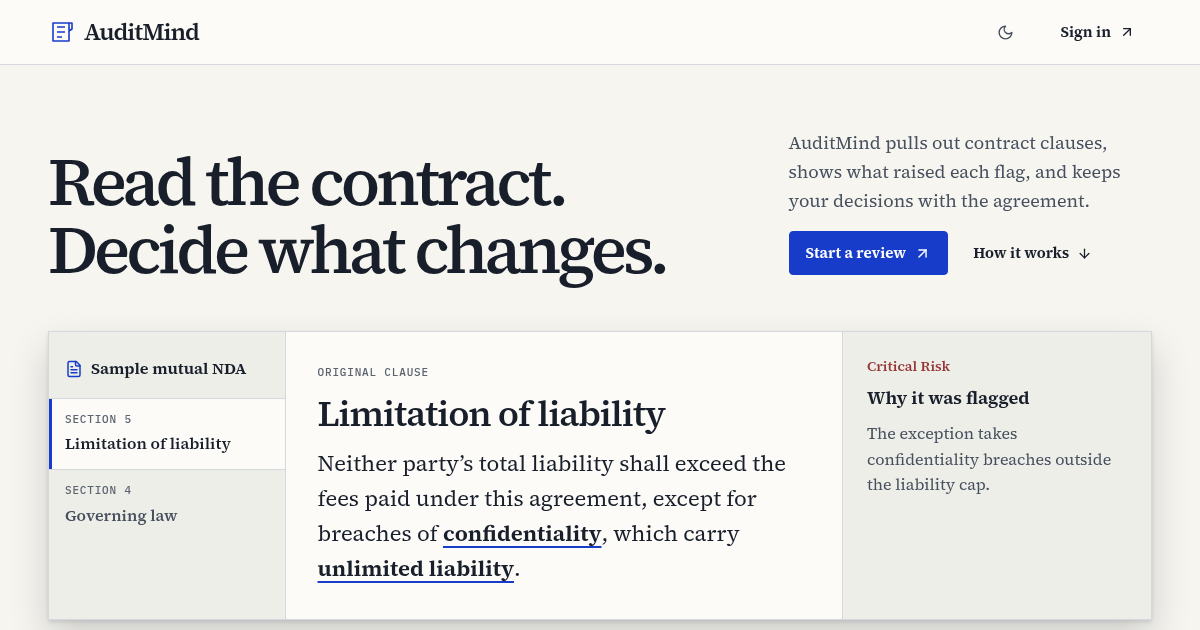 AuditMind
Sign in
Read the contract.
Decide what changes.
AuditMind pulls out contract clauses,
shows what raised each flag, and keeps
your decisions with the agreement.
Start a review
How it works
Sample mutual NDA
SECTION 5
Limitation of liability
SECTION 4
Governing law
ORIGINAL CLAUSE
Limitation of liability
Neither party’s total liability shall exceed the
fees paid under this agreement, except for
breaches of confidentiality, which carry
unlimited liability.
Critical Risk
Why it was flagged
The exception takes
confidentiality breaches outside
the liability cap.